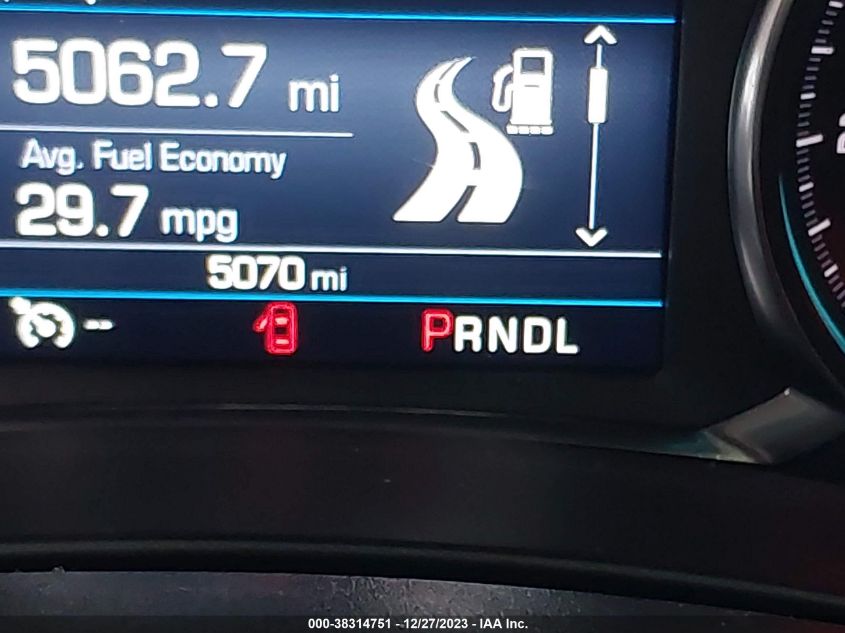 5062.7 mi
Avg. Fuel Economy
29.7 mpg
5070 mi
--
PRNDL
000-38314751 - 12/27/2023 - IAA Inc.